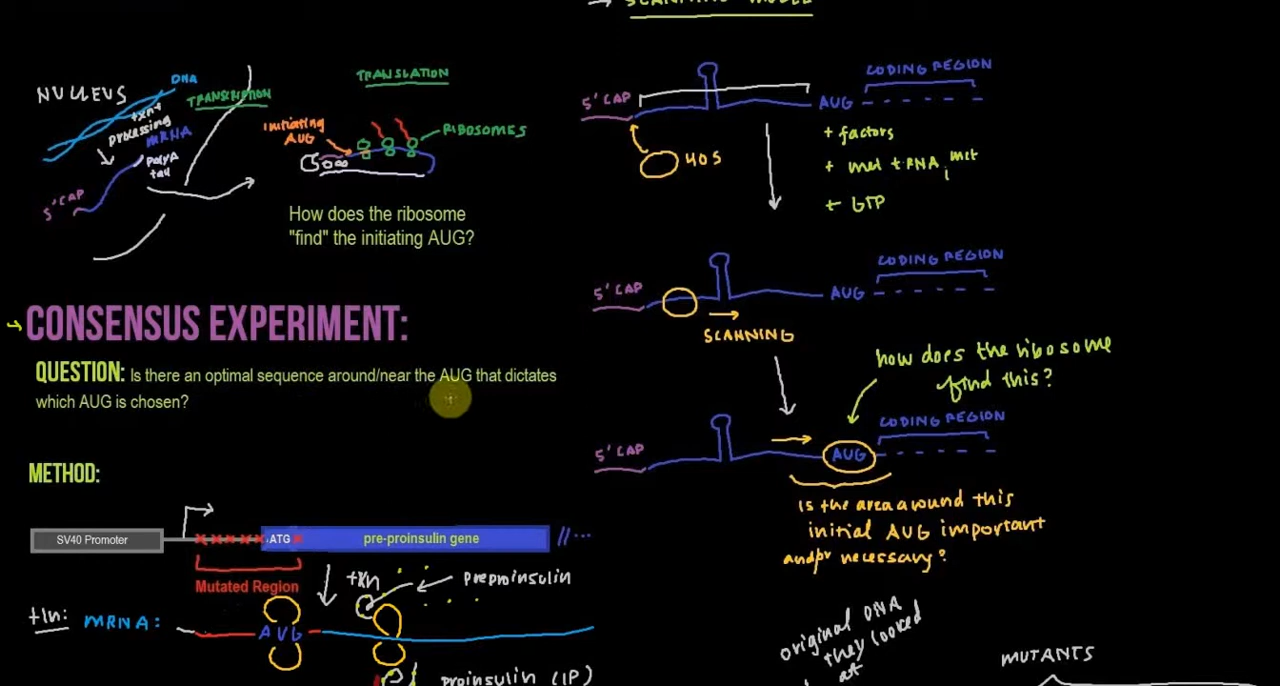 NUCLEUS
DNA
TRANSCRIPTION
txn
processing
mRNA
polyA
tail
5' CAP
TRANSLATION
initiating
AUG
RIBOSOMES
How does the ribosome
"find" the initiating AUG?
CONSENSUS EXPERIMENT:
QUESTION: Is there an optimal sequence around/near the AUG that dictates
which AUG is chosen?
METHOD:
SV40 Promoter
ATG
pre-proinsulin gene
Mutated Region
txn
preproinsulin
tln: mRNA:
AUG
proinsulin (IP)
5' CAP
AUG
CODING REGION
40S
+ factors
+ met tRNA i met
+ GTP
5' CAP
AUG
CODING REGION
SCANNING
how does the ribosome
find this?
5' CAP
AUG
CODING REGION
Is the area around this
initial AUG important
and/or necessary?
original DNA
they looked
at
MUTANTS